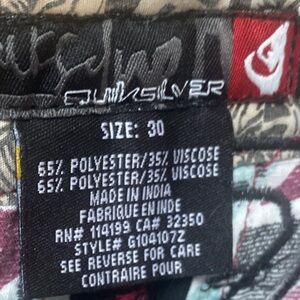 QUIKSILVER
SIZE: 30
65% POLYESTER/35% VISCOSE
65% POLYESTER/35% VISCOSE
MADE IN INDIA
FABRIQUE EN INDE
RN# 114199 CA# 32350
STYLE# G104107Z
SEE REVERSE FOR CARE
CONTRAIRE POUR